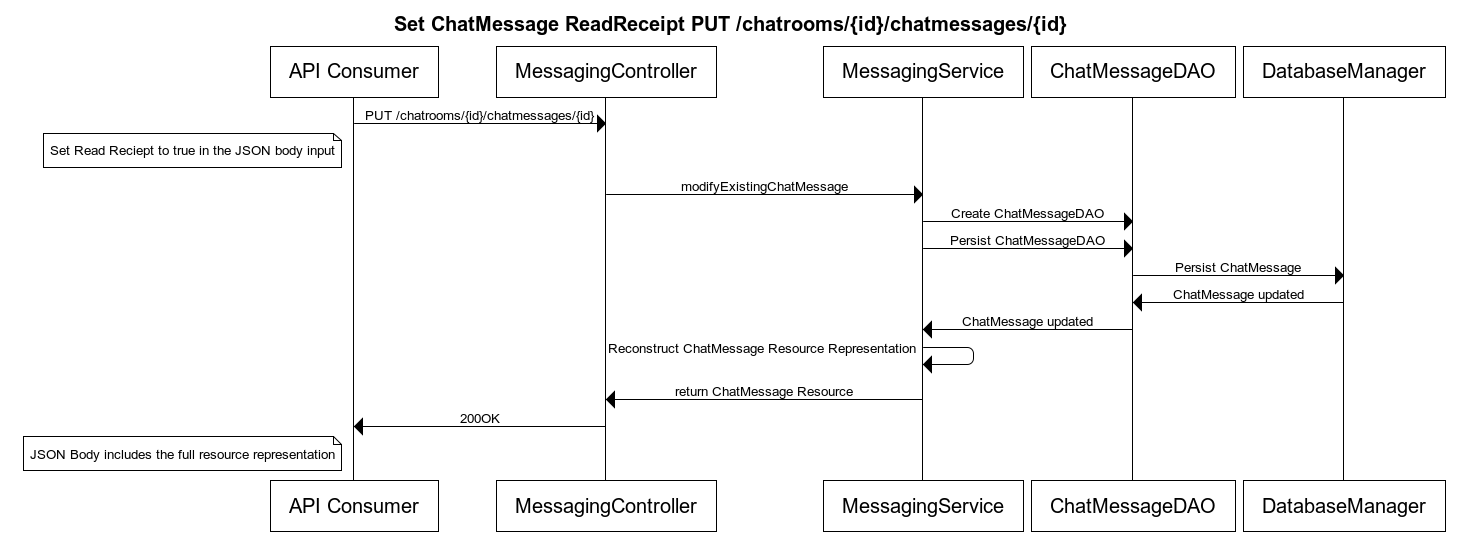 Set ChatMessage ReadReceipt PUT /chatrooms/{id}/chatmessages/{id}
API Consumer
MessagingController
MessagingService
ChatMessageDAO
DatabaseManager
PUT /chatrooms/{id}/chatmessages/{id}
Set Read Reciept to true in the JSON body input
modifyExistingChatMessage
Create ChatMessageDAO
Persist ChatMessageDAO
Persist ChatMessage
ChatMessage updated
ChatMessage updated
Reconstruct ChatMessage Resource Representation
return ChatMessage Resource
200OK
JSON Body includes the full resource representation
API Consumer
MessagingController
MessagingService
ChatMessageDAO
DatabaseManager